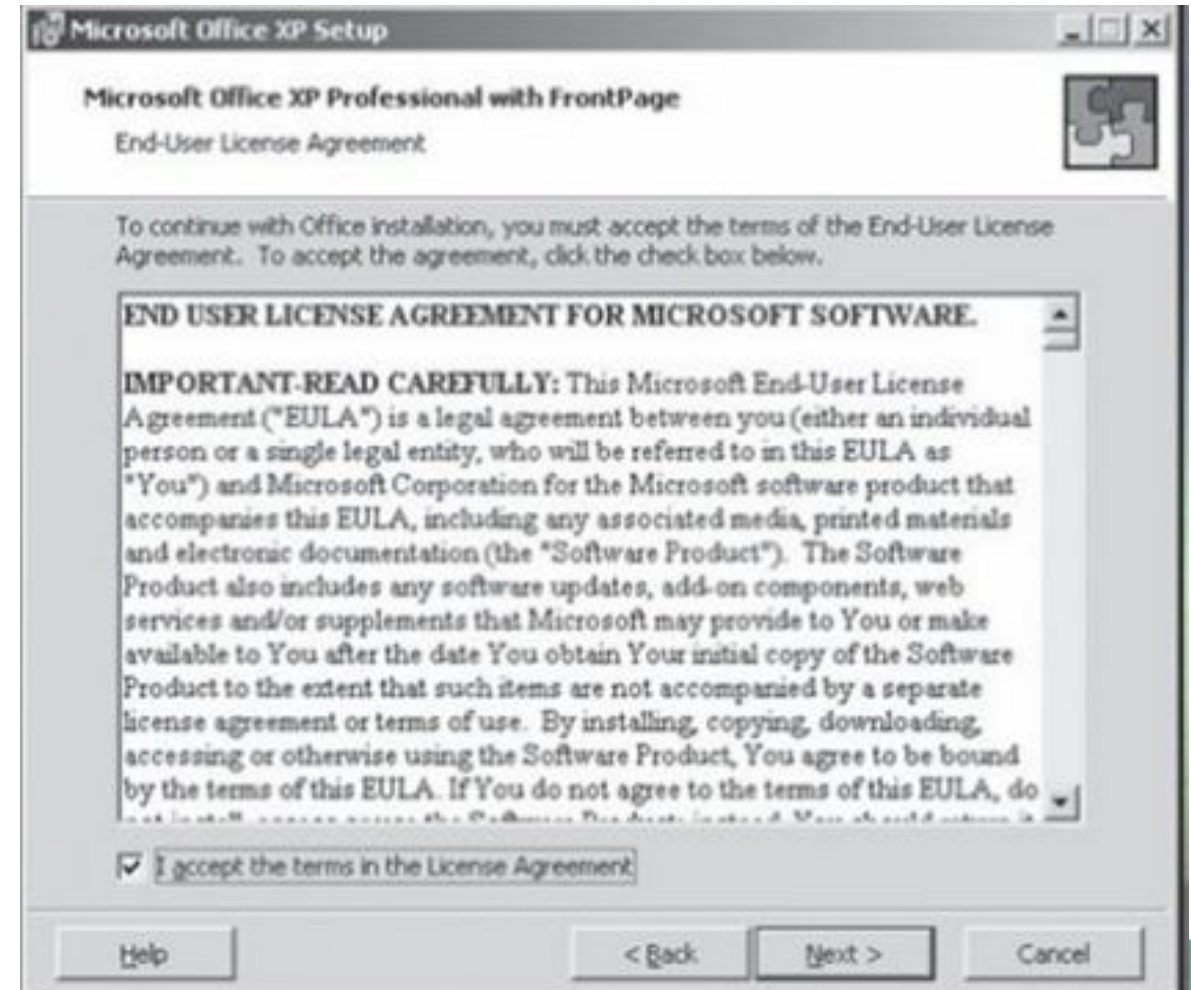 Microsoft Office XP Setup
Microsoft Office XP Professional with FrontPage
End-User License Agreement
To continue with Office installation, you must accept the terms of the End-User License
Agreement. To accept the agreement, click the check box below.
END USER LICENSE AGREEMENT FOR MICROSOFT SOFTWARE.
IMPORTANT-READ CAREFULLY: This Microsoft End-User License
Agreement ("EULA") is a legal agreement between you (either an individual
person or a single legal entity, who will be referred to in this EULA as
"You") and Microsoft Corporation for the Microsoft software product that
accompanies this EULA, including any associated media, printed materials
and electronic documentation (the "Software Product"). The Software
Product also includes any software updates, add-on components, web
services and/or supplements that Microsoft may provide to You or make
available to You after the date You obtain Your initial copy of the Software
Product to the extent that such items are not accompanied by a separate
license agreement or terms of use. By installing, copying, downloading,
accessing or otherwise using the Software Product, You agree to be bound
by the terms of this EULA. If You do not agree to the terms of this EULA, do
I accept the terms in the License Agreement
Help
< Back
Next >
Cancel